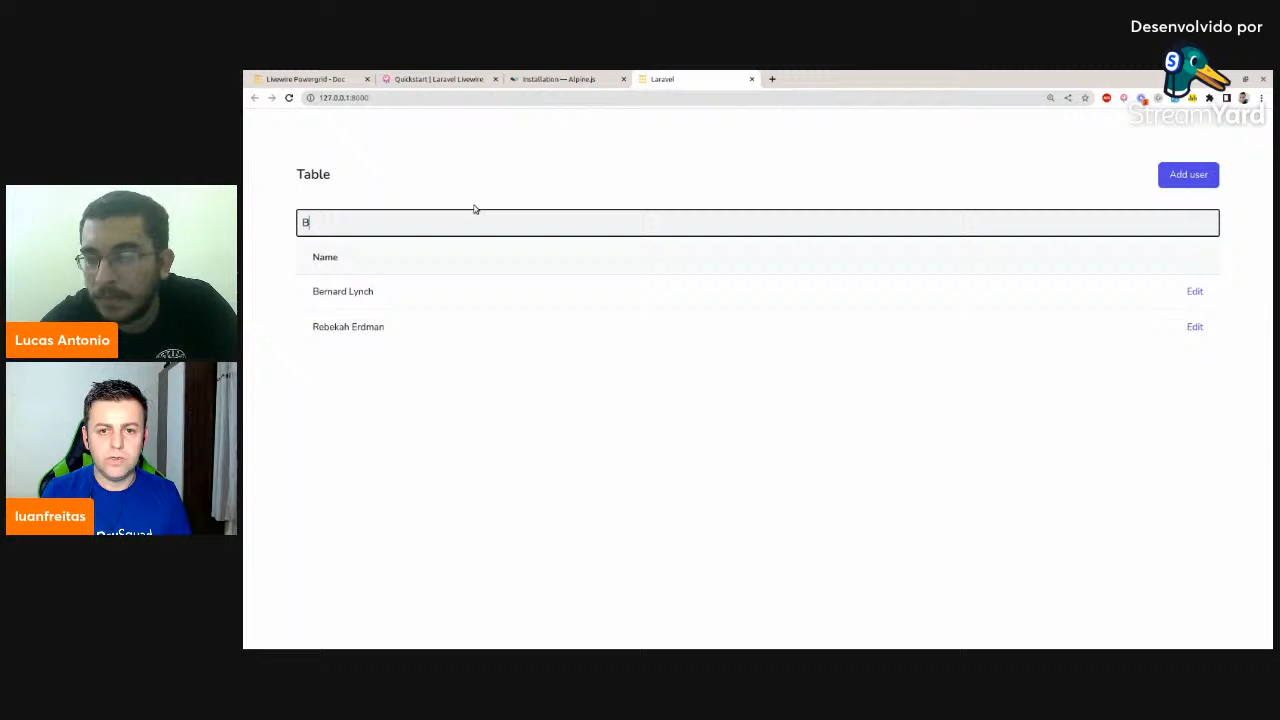 Desenvolvido por
S
StreamYard
Livewire Powergrid - Doc
Quickstart | Laravel Livewire
Installation — Alpine.js
Laravel
127.0.0.1:8000
Table
Add user
B
Name
Bernard Lynch
Edit
Rebekah Erdman
Edit
Lucas Antonio
luanfreitas